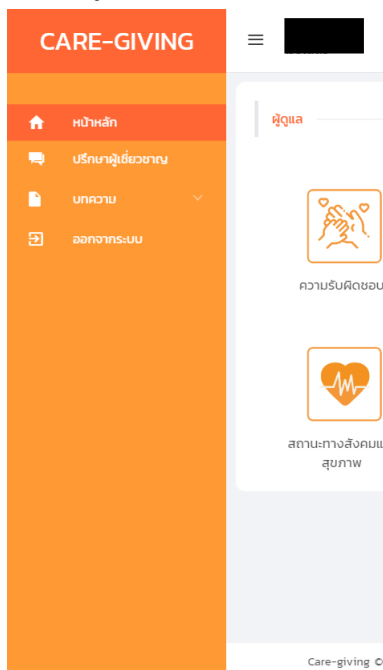 CARE-GIVING
หน้าหลัก
ปรึกษาผู้เชี่ยวชาญ
บทความ
ออกจากระบบ
ผู้ดูแล
ความรับผิดชอบ
สถานะทางสังคมแ
สุขภาพ
Care-giving ©